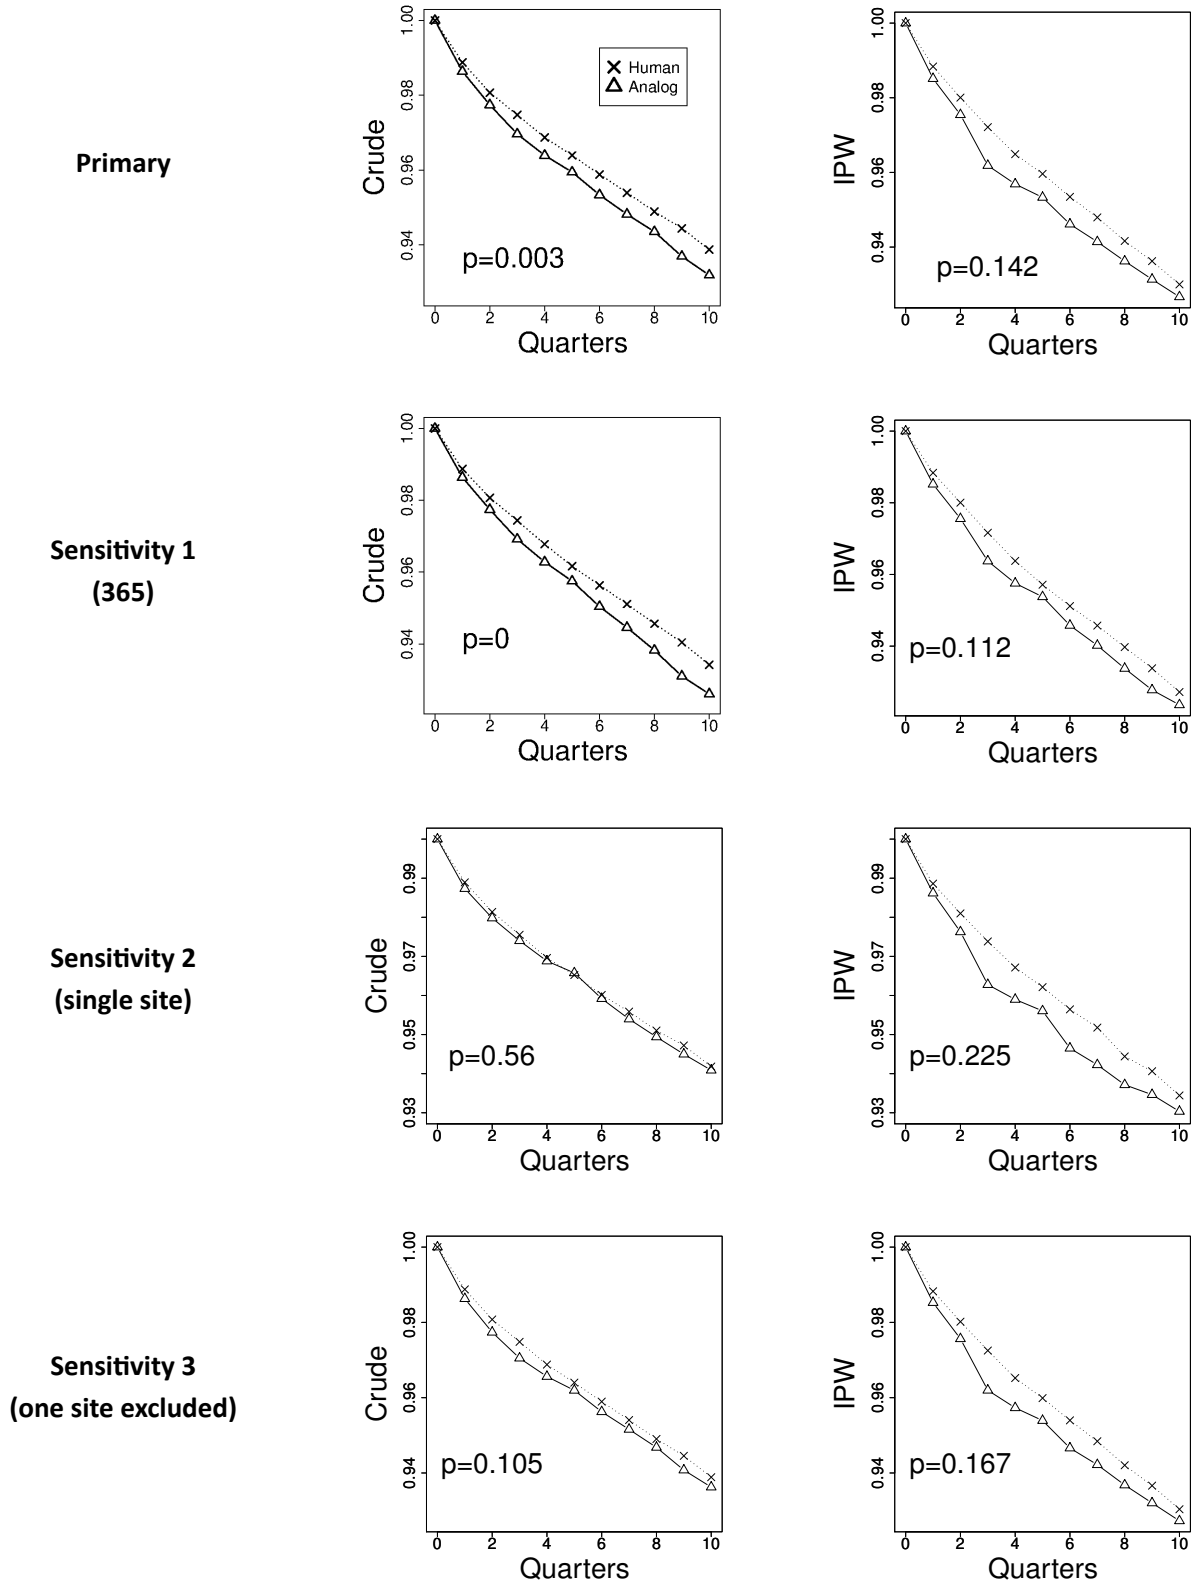 Primary
Crude
1.00
0.98
0.96
0.94
Human
Analog
p=0.003
0 2 4 6 8 10
Quarters
IPW
1.00
0.98
0.96
0.94
p=0.142
0 2 4 6 8 10
Quarters
Sensitivity 1
(365)
Crude
1.00
0.98
0.96
0.94
p=0
0 2 4 6 8 10
Quarters
IPW
1.00
0.98
0.96
0.94
p=0.112
0 2 4 6 8 10
Quarters
Sensitivity 2
(single site)
Crude
0.99
0.97
0.95
0.93
p=0.56
0 2 4 6 8 10
Quarters
IPW
0.99
0.97
0.95
0.93
p=0.225
0 2 4 6 8 10
Quarters
Sensitivity 3
(one site excluded)
Crude
1.00
0.98
0.96
0.94
p=0.105
0 2 4 6 8 10
Quarters
IPW
1.00
0.98
0.96
0.94
p=0.167
0 2 4 6 8 10
Quarters